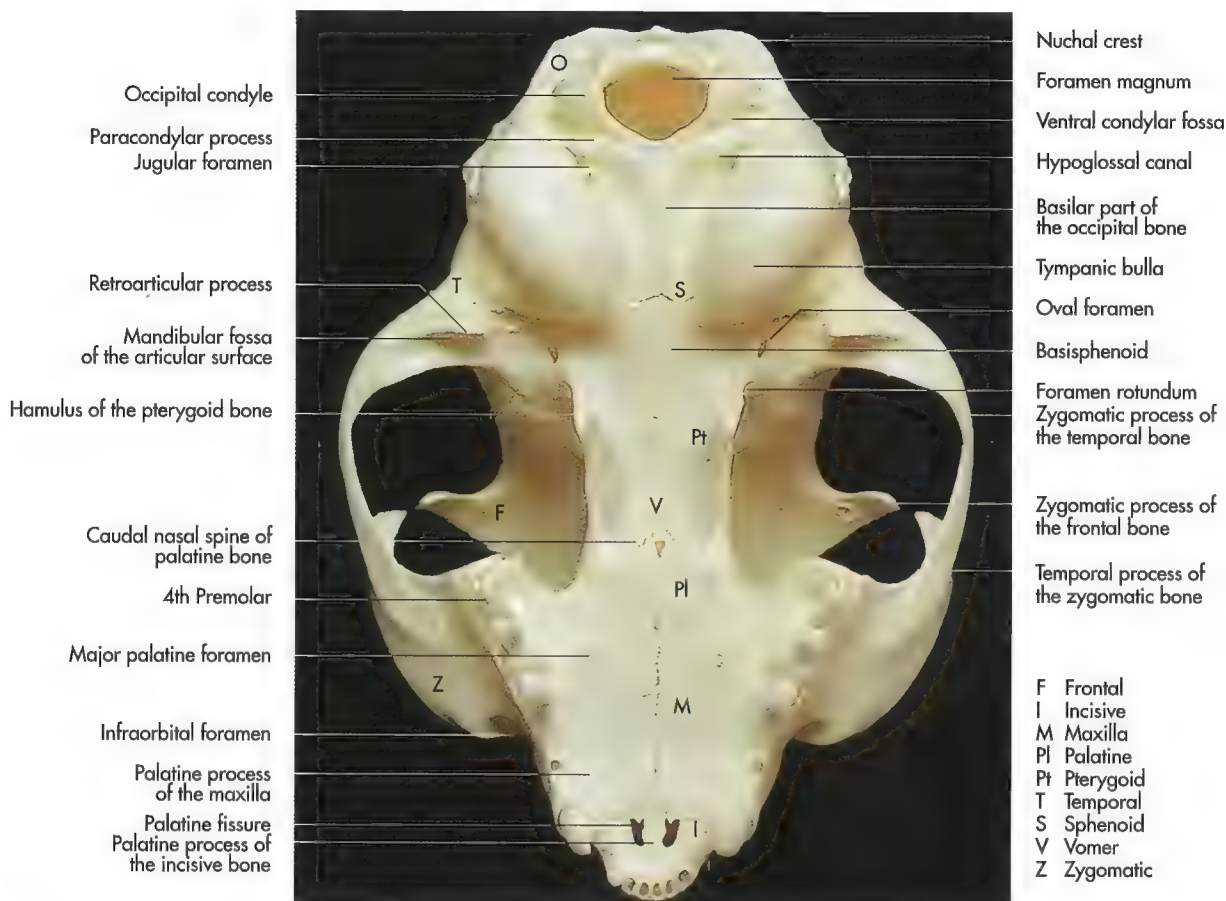 Occipital condyle
Paracondylar process
Jugular foramen
Retroarticular process
Mandibular fossa
of the articular surface
Hamulus of the pterygoid bone
Caudal nasal spine of
palatine bone
4th Premolar
Major palatine foramen
Infraorbital foramen
Palatine process
of the maxilla
Palatine fissure
Palatine process of
the incisive bone
O
T
S
Pt
V
F
Pl
Z
M
I
Nuchal crest
Foramen magnum
Ventral condylar fossa
Hypoglossal canal
Basilar part of
the occipital bone
Tympanic bulla
Oval foramen
Basisphenoid
Foramen rotundum
Zygomatic process of
the temporal bone
Zygomatic process of
the frontal bone
Temporal process of
the zygomatic bone
F Frontal
I Incisive
M Maxilla
Pl Palatine
Pt Pterygoid
T Temporal
S Sphenoid
V Vomer
Z Zygomatic